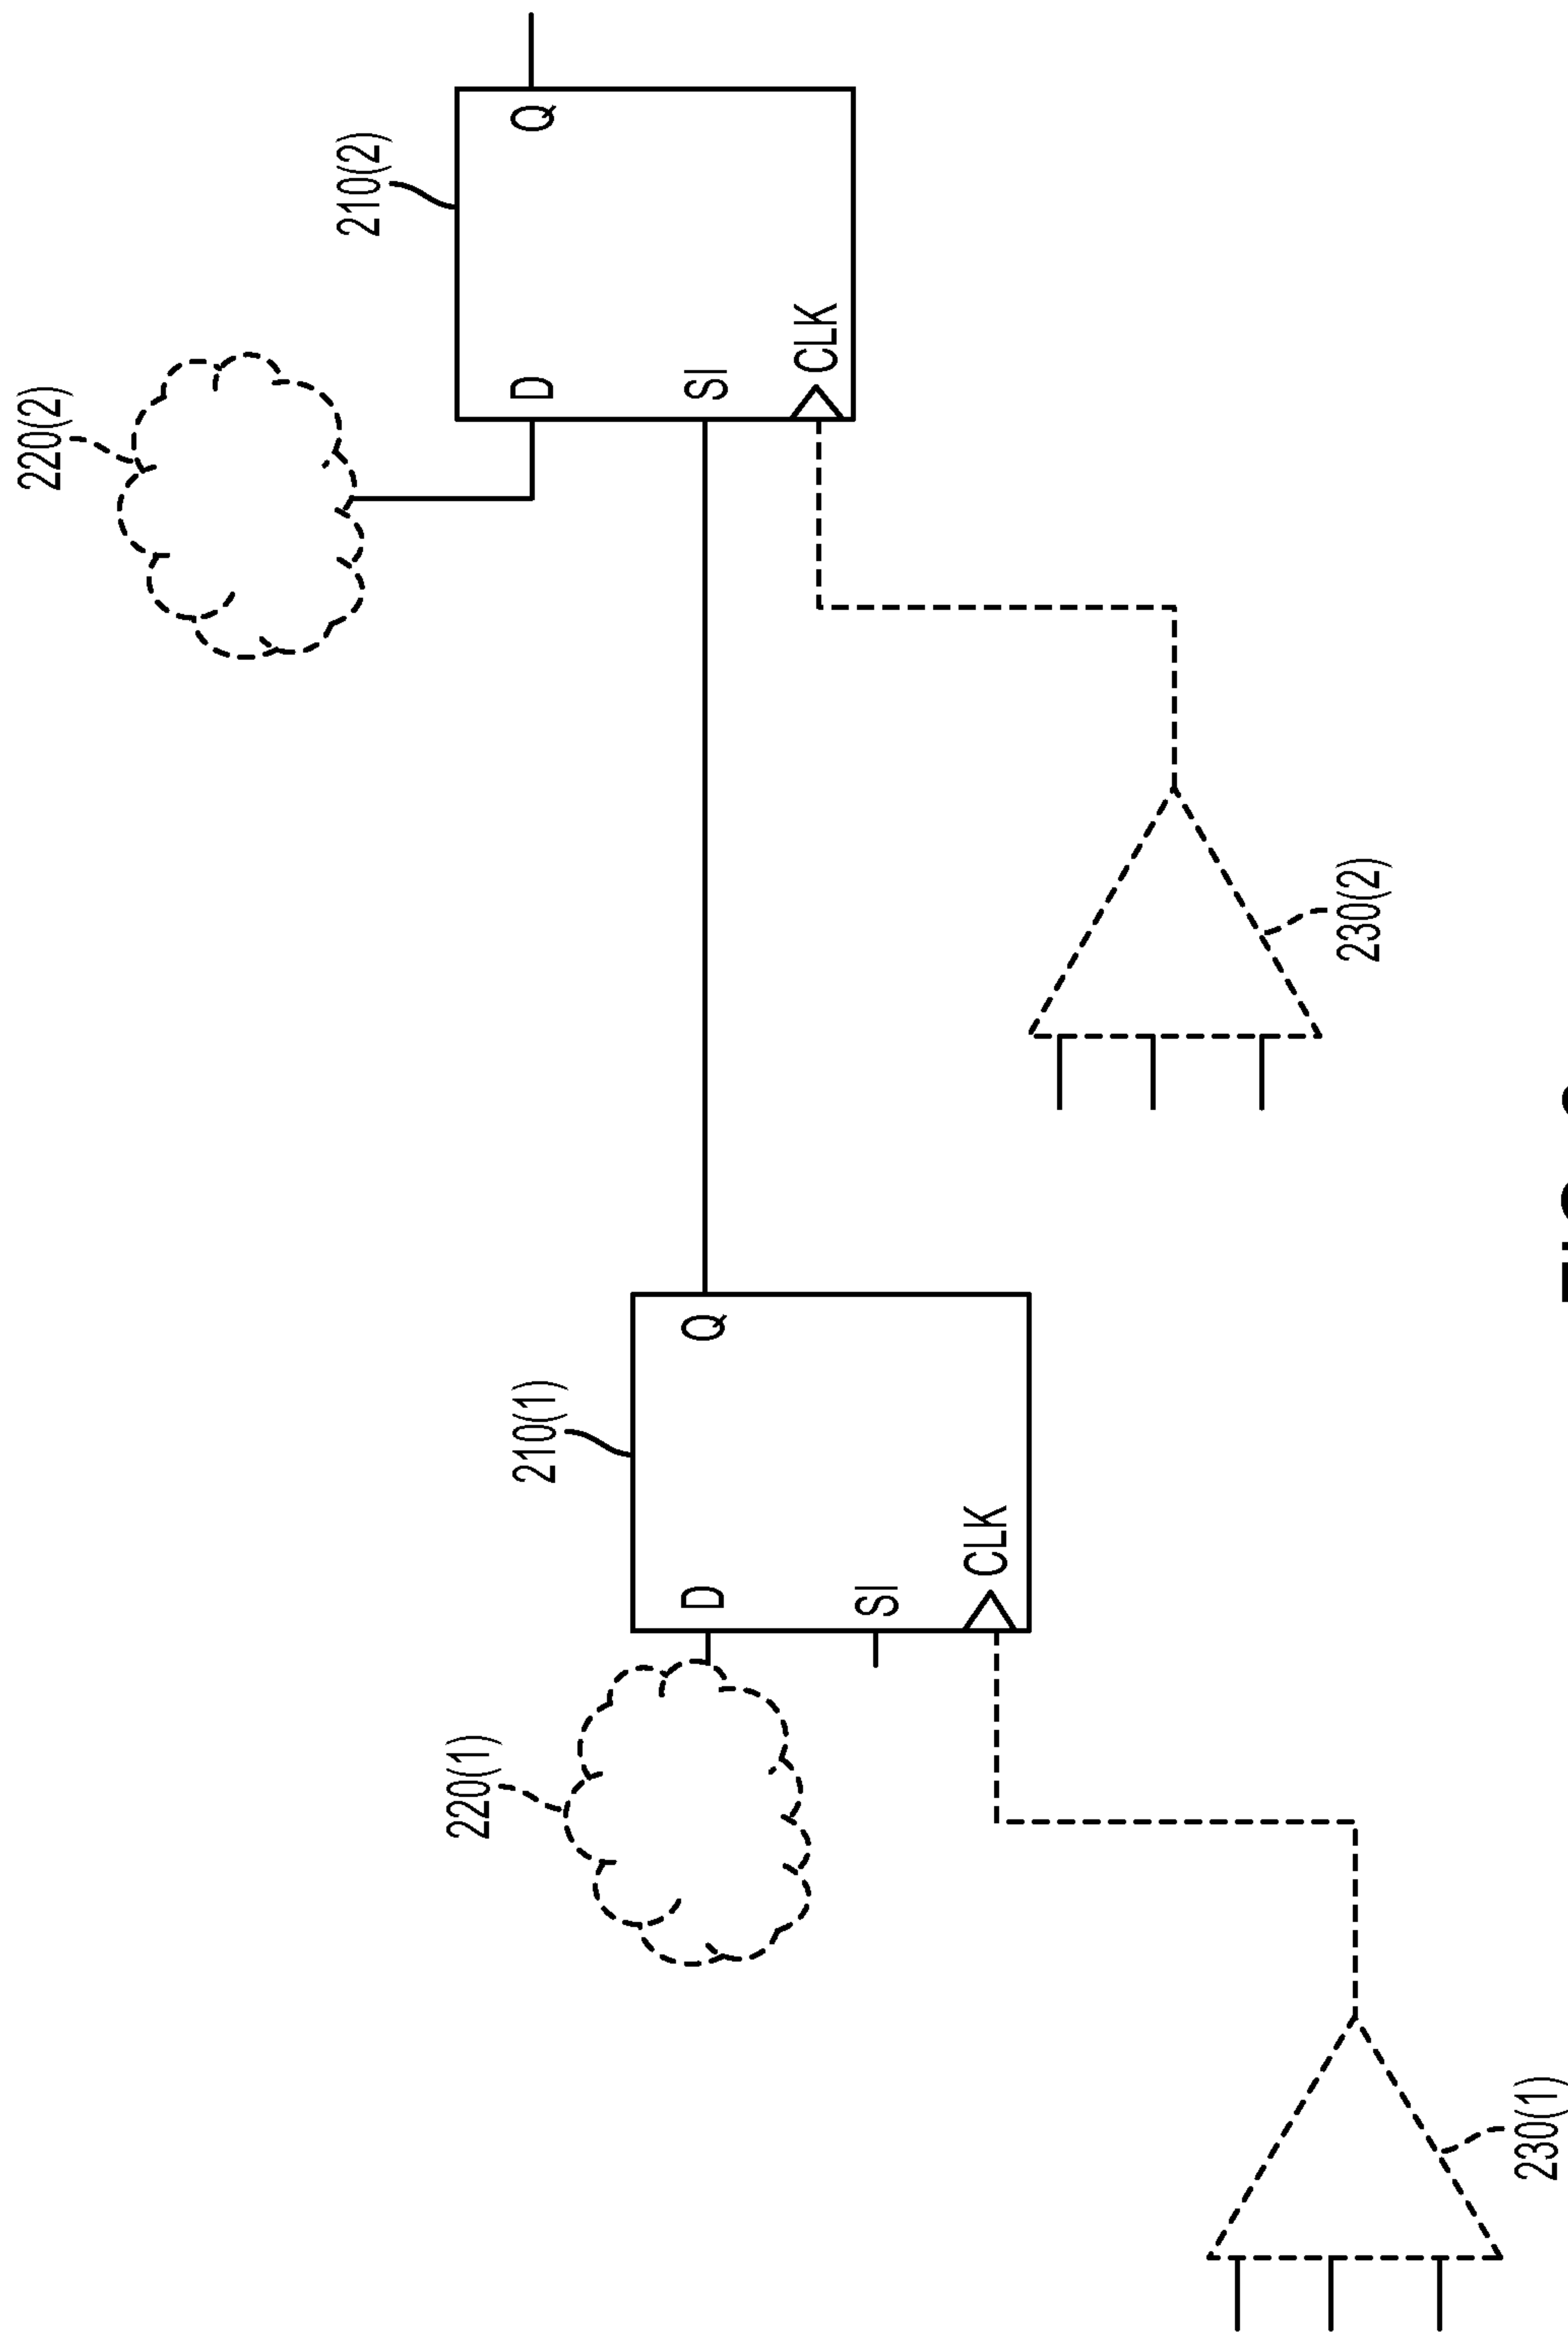 220(2)
210(2)
D
Q
SI
CLK
220(1)
210(1)
D
Q
SI
CLK
230(2)
230(1)